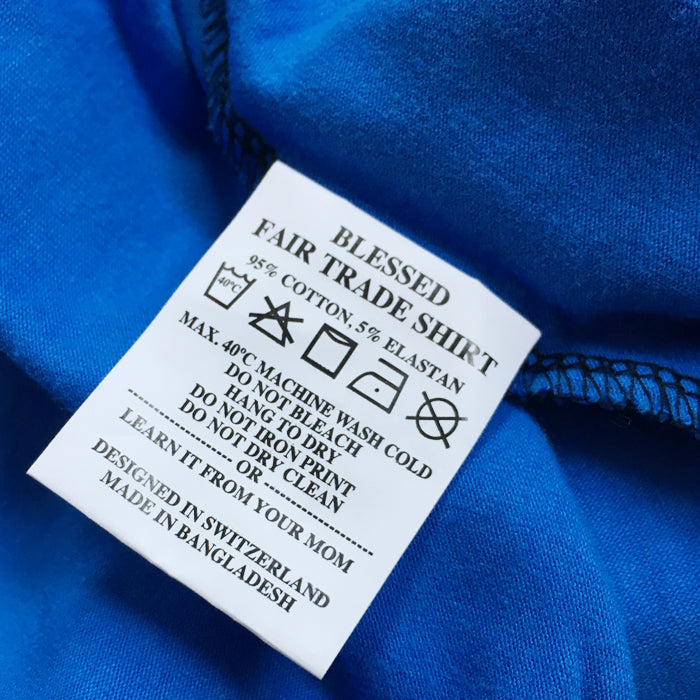 BLESSED
FAIR TRADE SHIRT
95% COTTON, 5% ELASTAN
40°C
MAX. 40°C MACHINE WASH COLD
DO NOT BLEACH
HANG TO DRY
DO NOT IRON PRINT
DO NOT DRY CLEAN
OR
LEARN IT FROM YOUR MOM
DESIGNED IN SWITZERLAND
MADE IN BANGLADESH